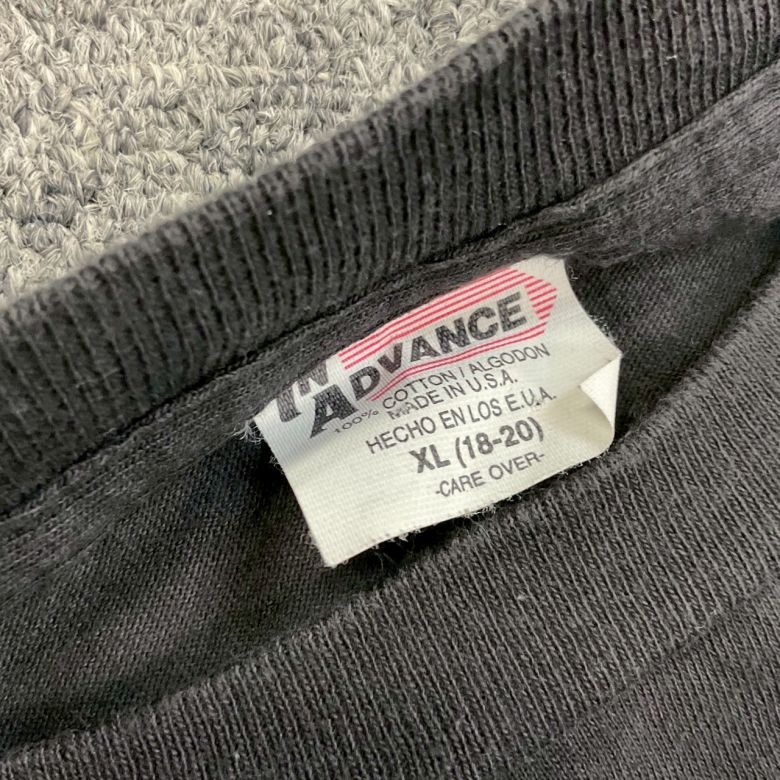 IN ADVANCE
100% COTTON / ALGODON
MADE IN U.S.A.
HECHO EN LOS E.U.A.
XL (18-20)
-CARE OVER-